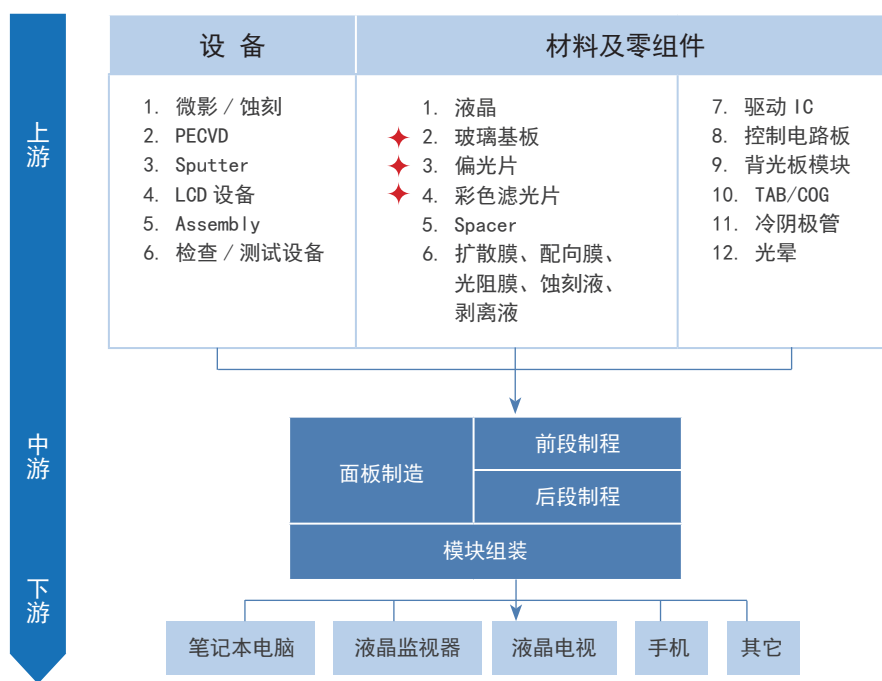 设 备
材料及零组件
上游
1. 微影 / 蚀刻
2. PECVD
3. Sputter
4. LCD 设备
5. Assembly
6. 检查 / 测试设备
1. 液晶
2. 玻璃基板
3. 偏光片
4. 彩色滤光片
5. Spacer
6. 扩散膜、配向膜、
光阻膜、蚀刻液、
剥离液
7. 驱动 IC
8. 控制电路板
9. 背光板模块
10. TAB/COG
11. 冷阴极管
12. 光晕
中游
面板制造
前段制程
后段制程
模块组装
下游
笔记本电脑
液晶监视器
液晶电视
手机
其它